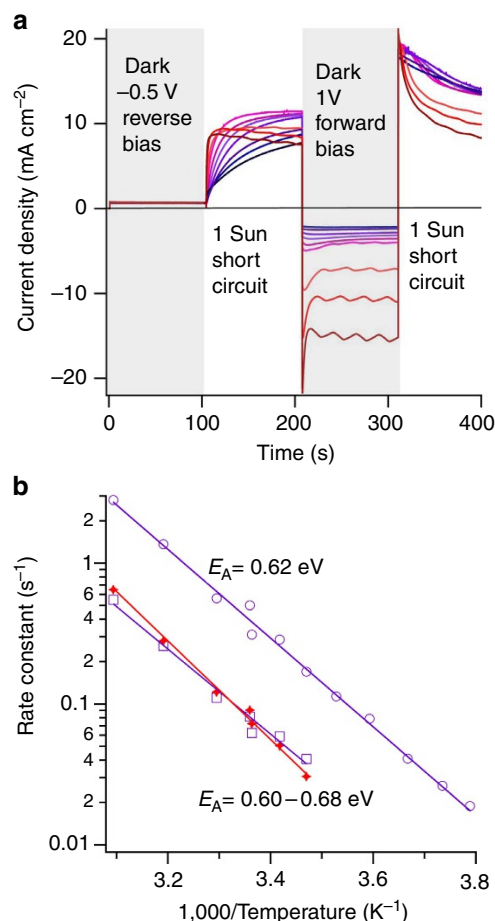 a
20
10
0
−10
−20
Current density (mA cm−2)
Dark
–0.5 V
reverse
bias
1 Sun
short
circuit
Dark
1V
forward
bias
1 Sun
short
circuit
0 100 200 300 400
Time (s)
b
2
1
6
4
2
0.1
6
4
2
0.01
Rate constant (s−1)
EA= 0.62 eV
EA= 0.60–0.68 eV
3.2 3.4 3.6 3.8
1,000/Temperature (K−1)